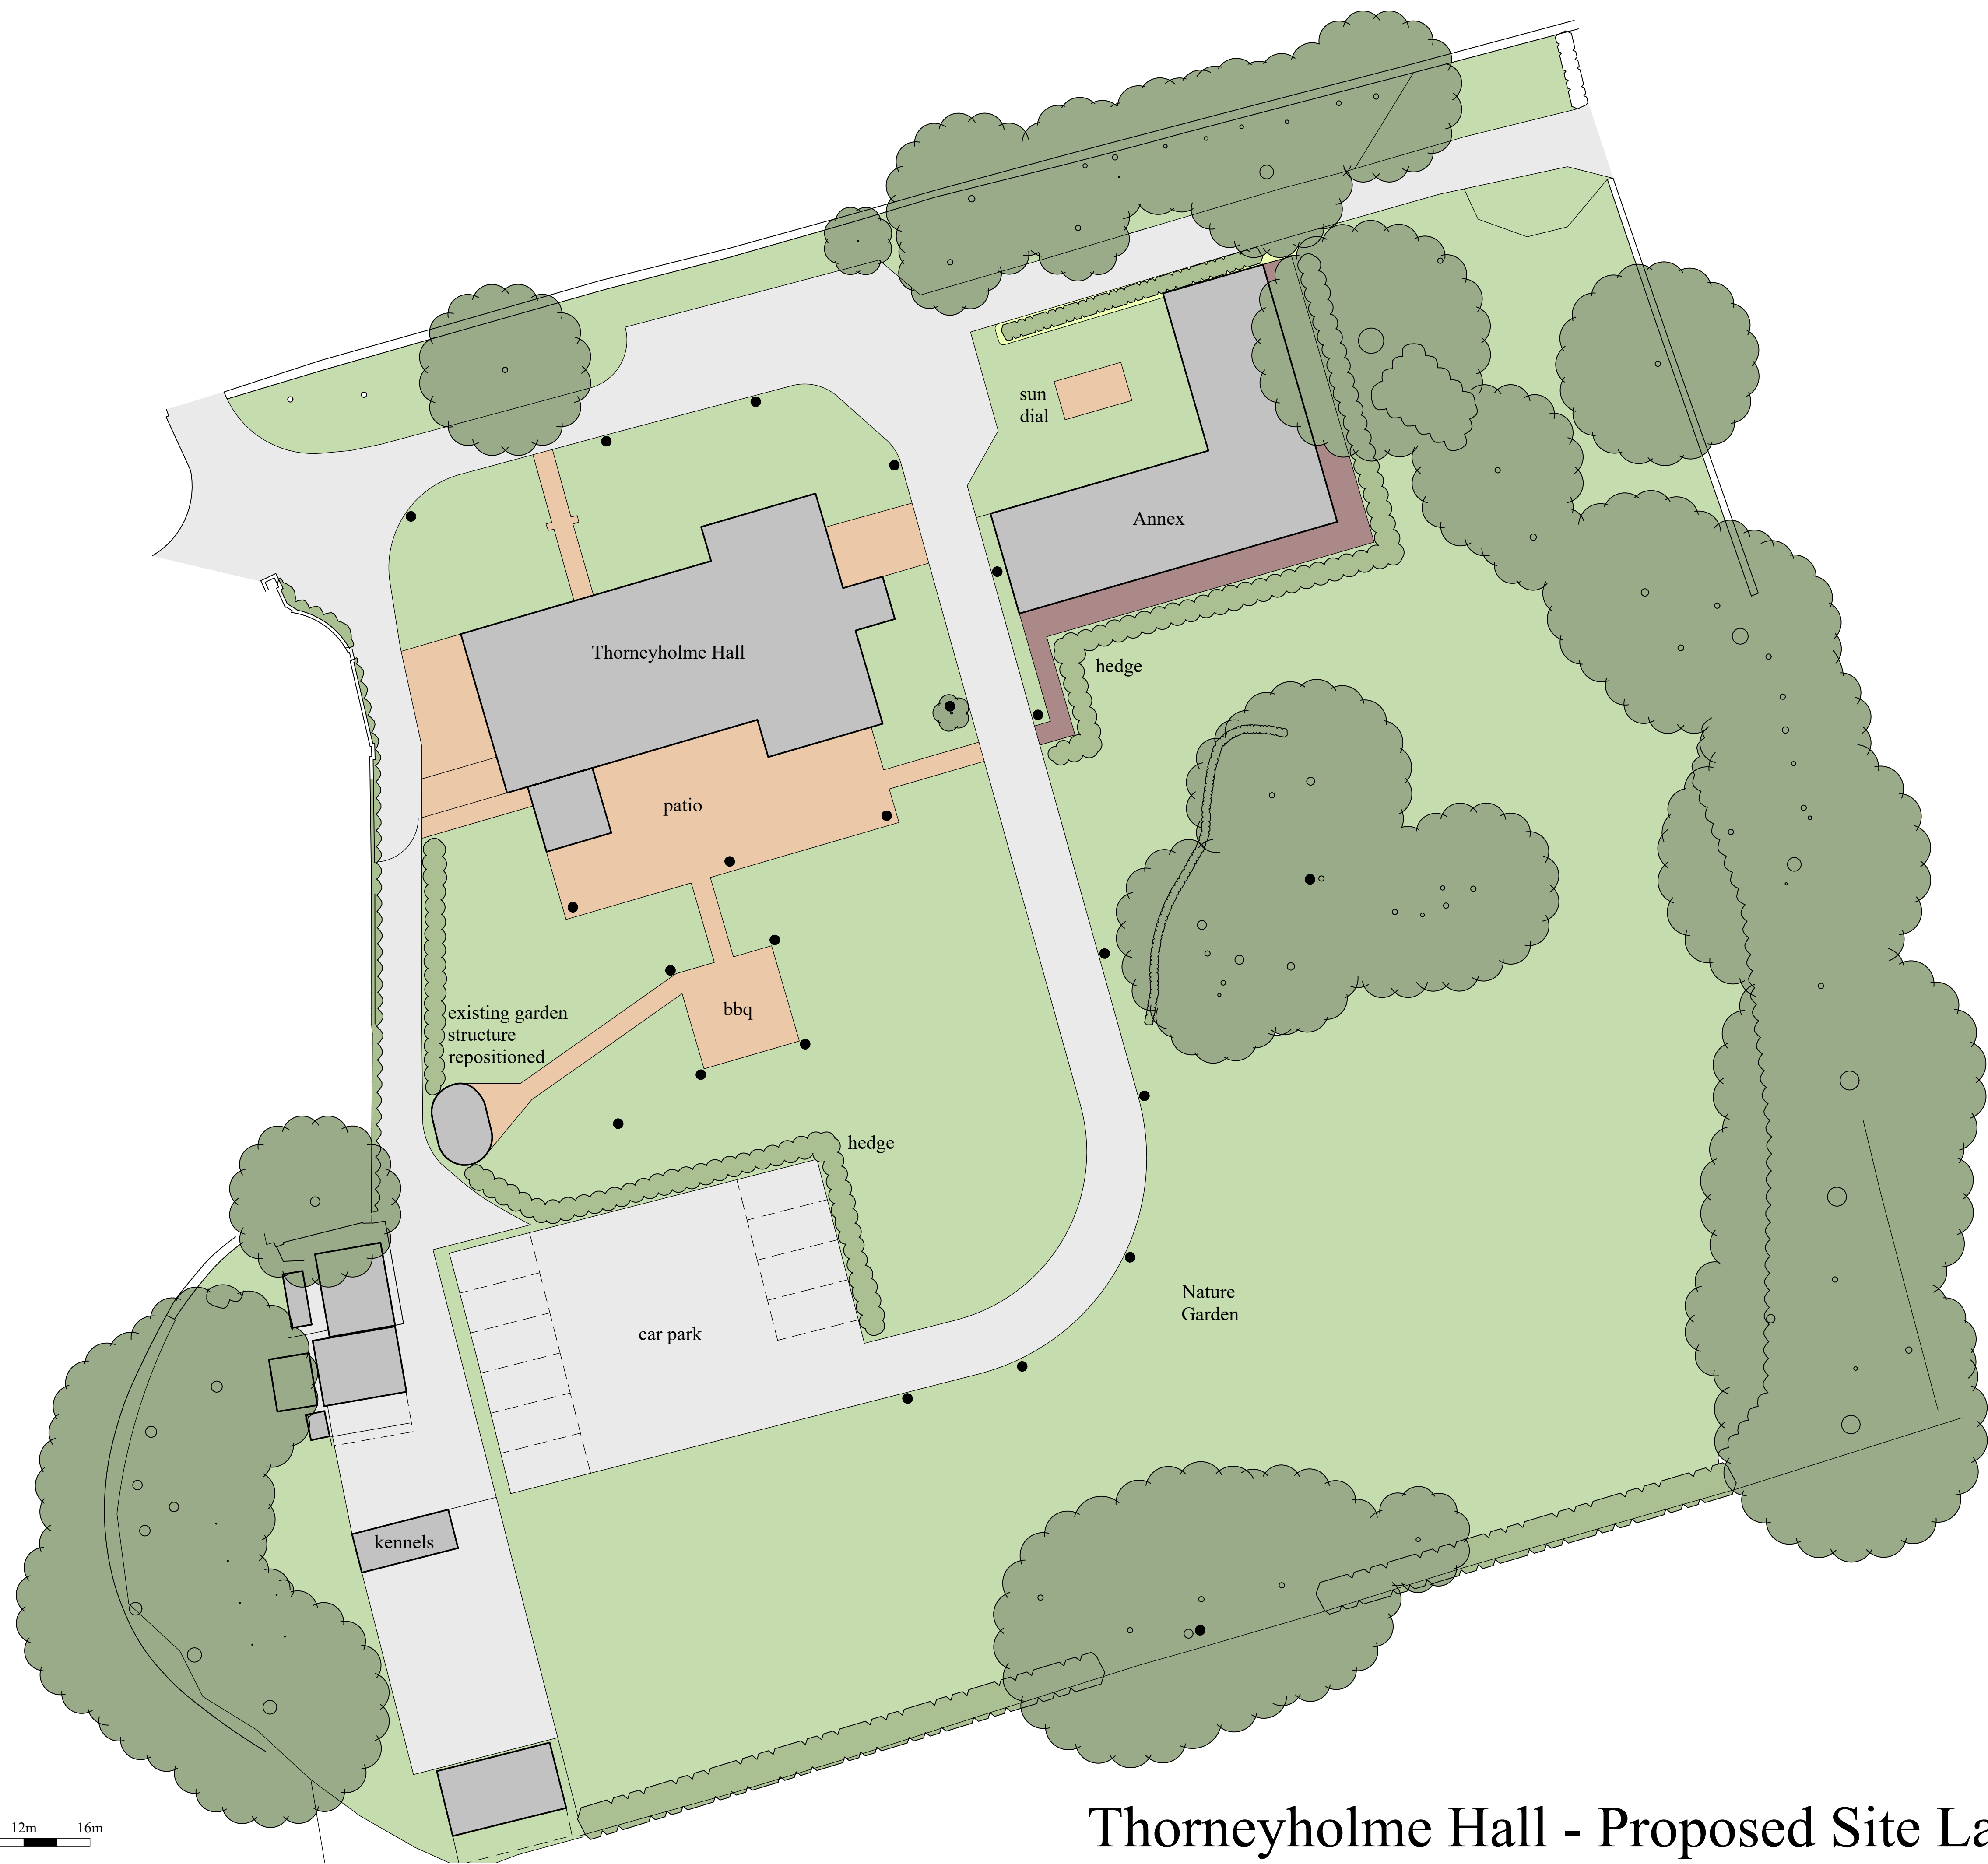 sun
dial
Annex
Thorneyholme Hall
hedge
patio
bbq
existing garden
structure
repositioned
hedge
Nature
Garden
car park
kennels
12m 16m
Thorneyholme Hall - Proposed Site La